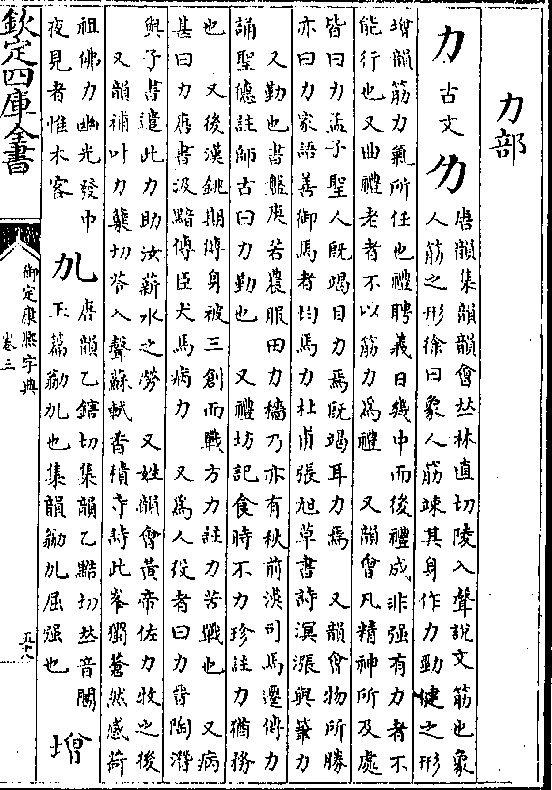 力部
力 古文 𠠲 唐韻集韻韻會𠀤林直切陵入聲說文筋也象
人筋之形徐曰象人筋竦其身作力勁健之形
增韻筋力氣所任也禮聘義日幾中而後禮成非强有力者不
能行也又曲禮老者不以筋力爲禮 又韻會凡精神所及處
皆曰力孟子聖人既竭目力焉既竭耳力焉 又韻會物所勝
亦曰力家語善御馬者均馬力杜甫張旭草書詩溟漲與筆力
又勤也書盤庚若農服田力穡乃亦有秋前漢司馬遷傳力
誦聖德註師古曰力勤也 又禮坊記食時不力珍註力猶務
也 又後漢銚期傳身被三創而戰方力註力苦戰也 又病
甚曰力唐書汲黯傳臣犬馬病力 又爲人役者曰力晉陶潛
與子書遣此力助汝薪水之勞 又姓韻會黃帝佐力牧之後
又韻補叶力蘖切苓入聲蘇軾香積寺詩此峯獨蒼然感荷
祖佛力幽光發中
夜見者惟木客 劜 唐韻乙鎋切集韻乙黠切𠀤音閼
玉篇勜劜也集韻勜劜屈强也 增
欽定四庫全書
御定康熙字典
卷三
五十八